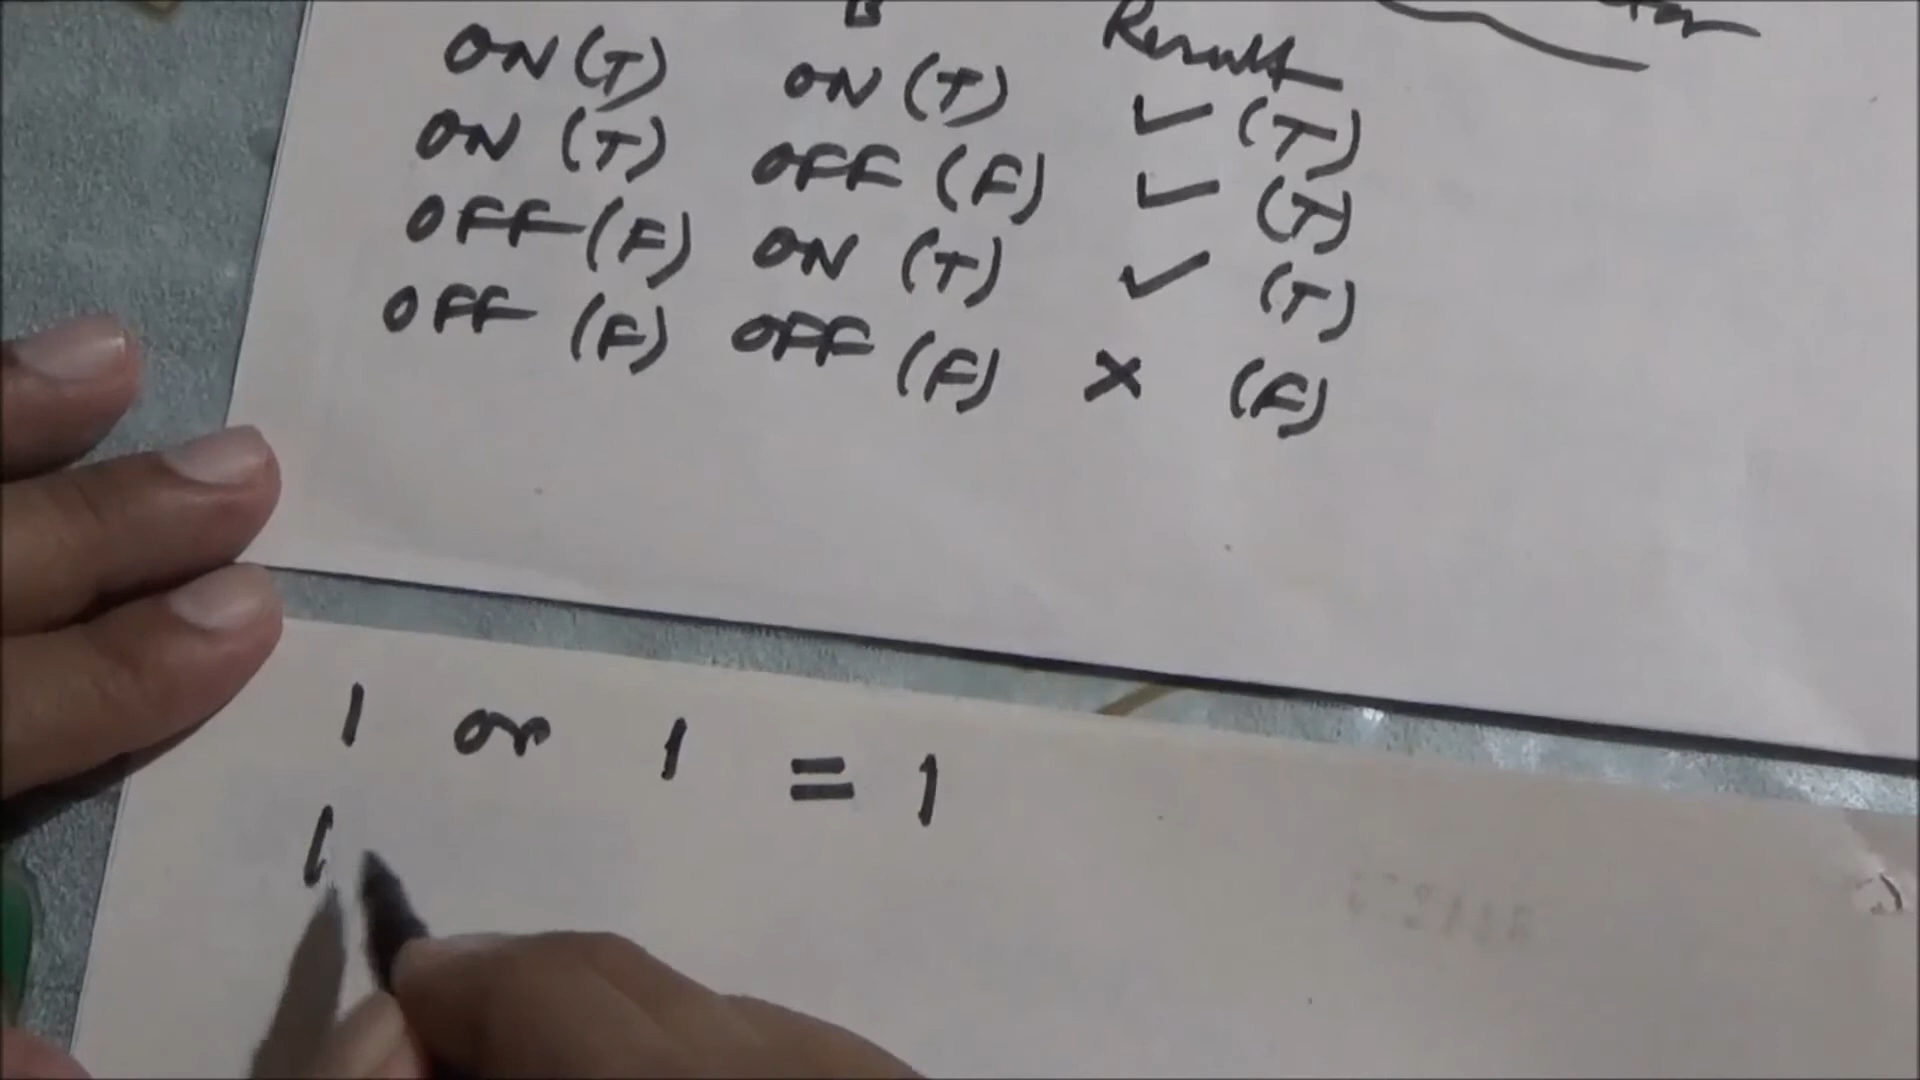 B Result
ON (T) ON (T) ✓ (T)
ON (T) OFF (F) ✓ (T)
OFF (F) ON (T) ✓ (T)
OFF (F) OFF (F) × (F)
1 or 1 = 1
1